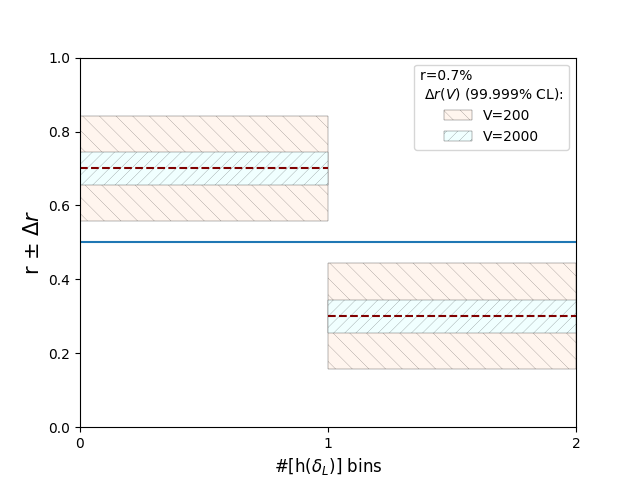 1.0
0.8
0.6
0.4
0.2
0.0
r ± Δr
r=0.7%
Δr(V) (99.999% CL):
V=200
V=2000
0 1 2
#[h(δ_L)] bins